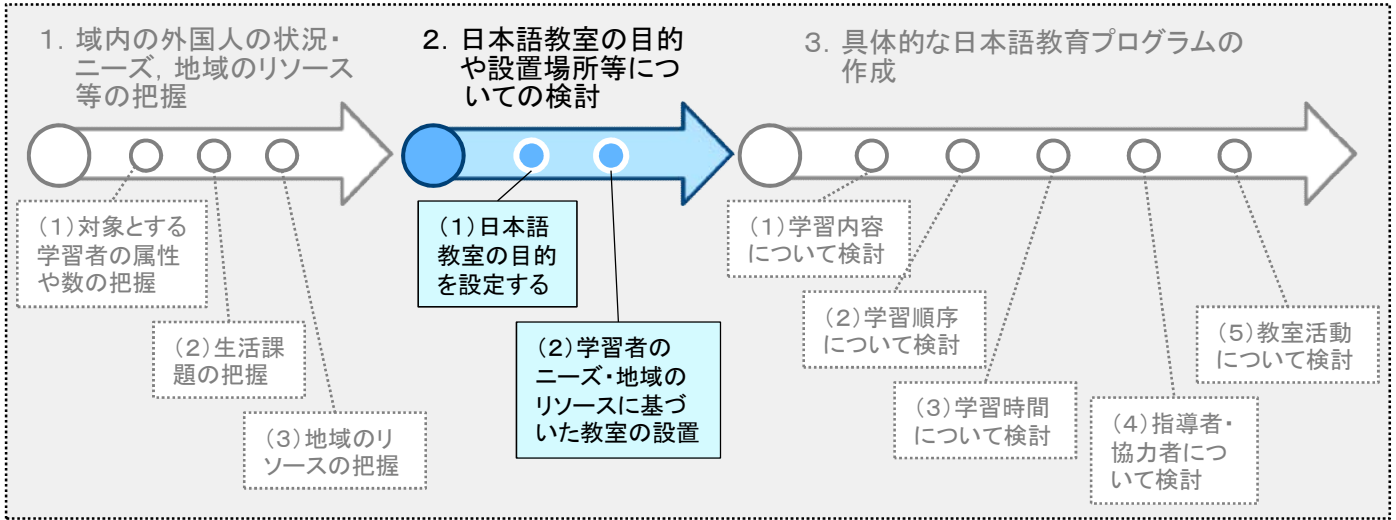 1．域内の外国人の状況・
ニーズ，地域のリソース
等の把握
2．日本語教室の目的
や設置場所等につ
いての検討
3．具体的な日本語教育プログラムの
作成
（1）対象とする
学習者の属性
や数の把握
（2）生活課
題の把握
（3）地域のリ
ソースの把握
（1）日本語
教室の目的
を設定する
（2）学習者の
ニーズ・地域の
リソースに基づ
いた教室の設置
（1）学習内容
について検討
（2）学習順序
について検討
（3）学習時間
について検討
（4）指導者・
協力者につ
いて検討
（5）教室活動
について検討